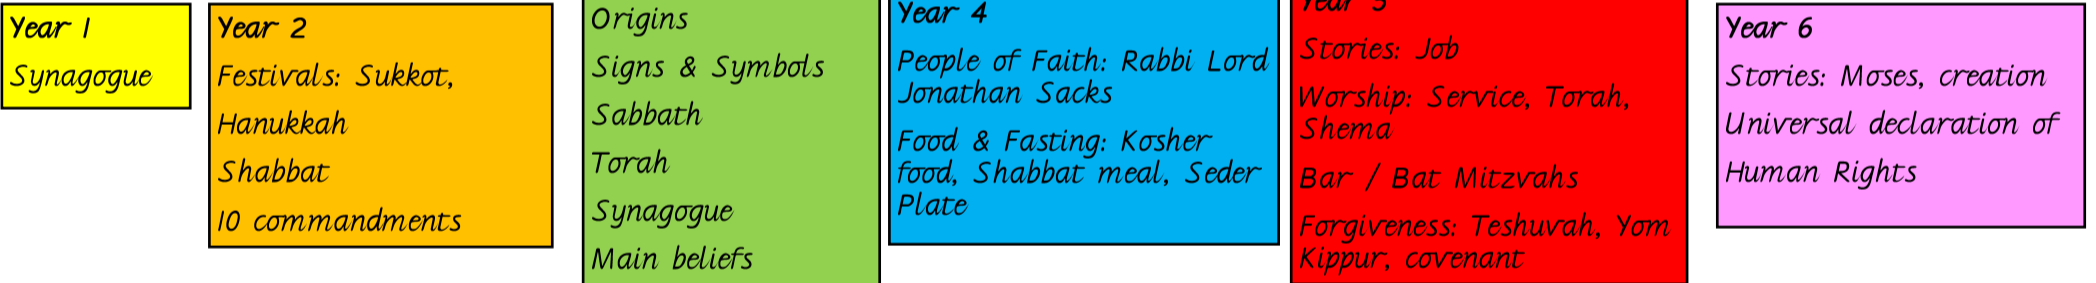 Year 1
Synagogue
Year 2
Festivals: Sukkot,
Hanukkah
Shabbat
10 commandments
Origins
Signs & Symbols
Sabbath
Torah
Synagogue
Main beliefs
Year 4
People of Faith: Rabbi Lord
Jonathan Sacks
Food & Fasting: Kosher
food, Shabbat meal, Seder
Plate
Year 5
Stories: Job
Worship: Service, Torah,
Shema
Bar / Bat Mitzvahs
Forgiveness: Teshuvah, Yom
Kippur, covenant
Year 6
Stories: Moses, creation
Universal declaration of
Human Rights